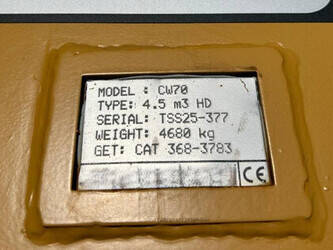 MODEL : CW70
TYPE: 4.5 m3 HD
SERIAL: TSS25-377
WEIGHT: 4680 kg
GET: CAT 368-3783
CE